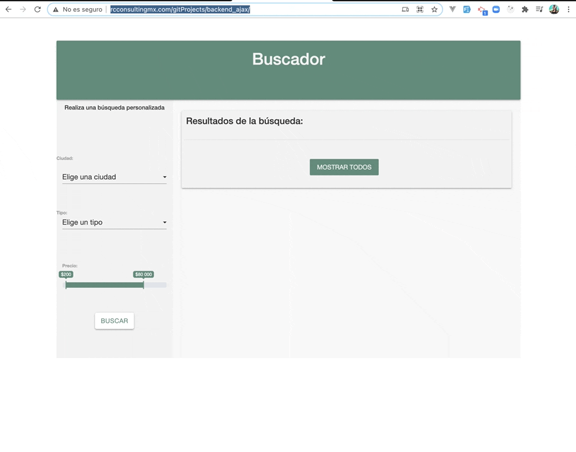 No es seguro
rcconsultingmx.com/gitProjects/backend_ajax/
Buscador
Realiza una búsqueda personalizada
Resultados de la búsqueda:
MOSTRAR TODOS
Ciudad:
Elige una ciudad
Tipo:
Elige un tipo
Precio:
$200
$80 000
BUSCAR